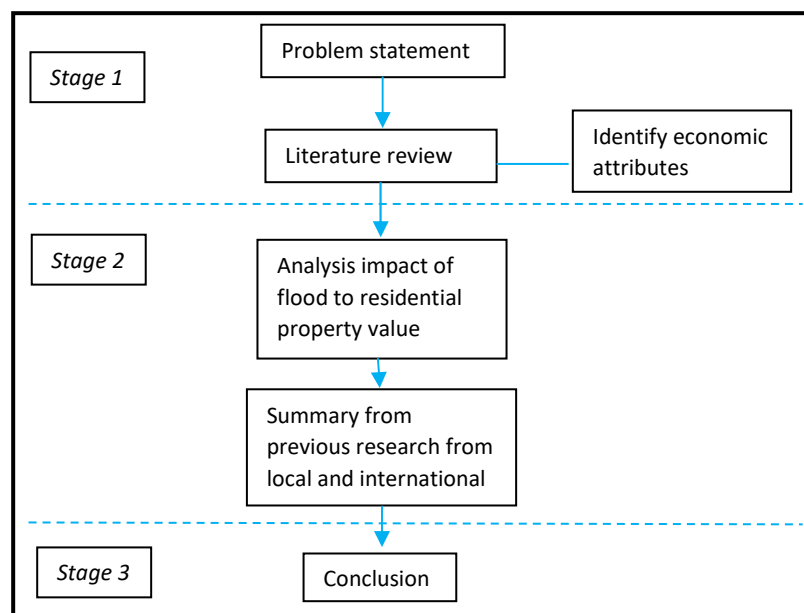 Problem statement
Stage 1
Literature review
Identify economic
attributes
Stage 2
Analysis impact of
flood to residential
property value
Summary from
previous research from
local and international
Stage 3
Conclusion